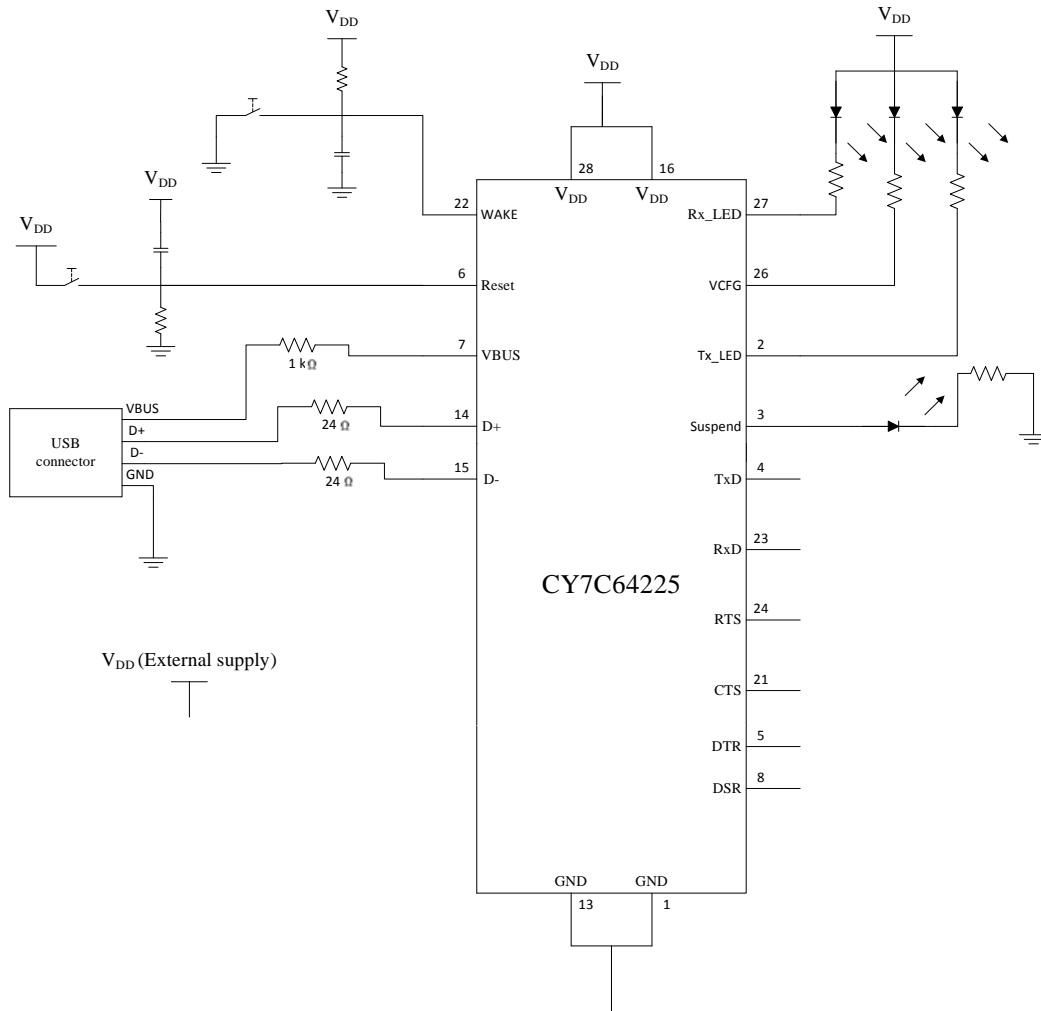 VDD
VDD
VDD
VDD
VDD
28
16
VDD
VDD
22
WAKE
Rx_LED
27
6
Reset
VCFG
26
7
VBUS
Tx_LED
2
1 kΩ
VBUS
D+
D-
GND
USB
connector
24 Ω
14
D+
Suspend
3
24 Ω
15
D-
TxD
4
RxD
23
CY7C64225
RTS
24
VDD (External supply)
CTS
21
DTR
5
DSR
8
GND
GND
13
1